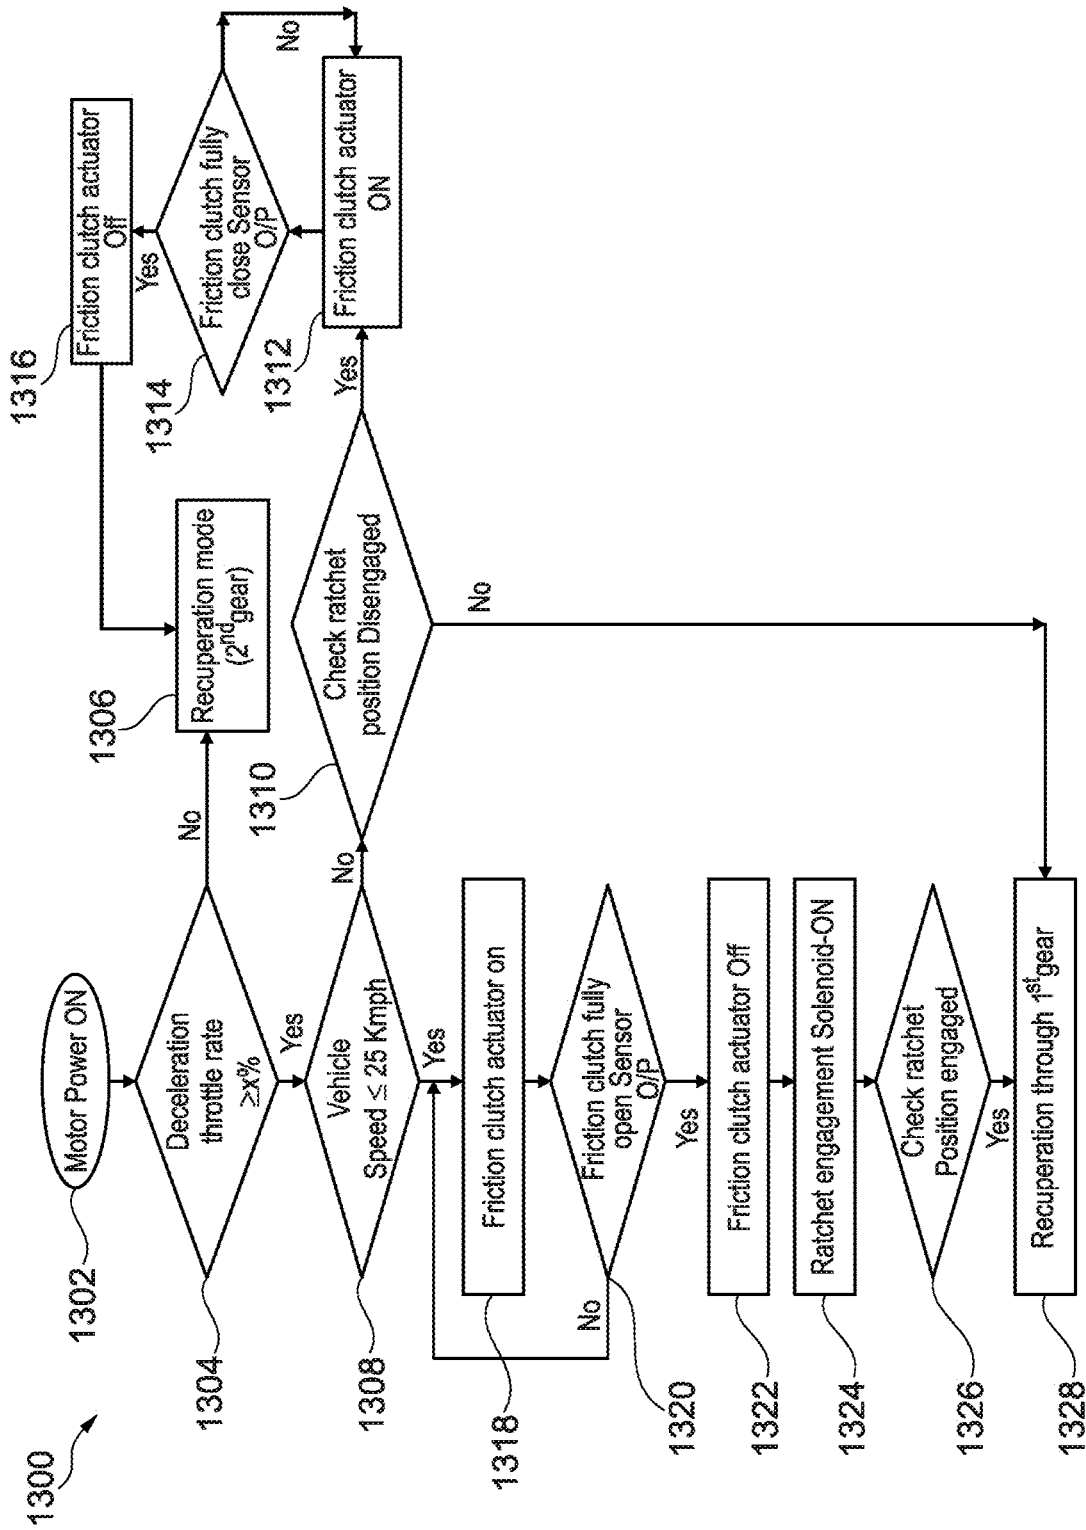 1300
1302
Motor Power ON
1304
Deceleration
throttle rate
≥x%
No
Yes
1306
Recuperation mode
(2nd gear)
1308
Vehicle
Speed ≤ 25 Kmph
No
Yes
1310
Check ratchet
position Disengaged
Yes
No
1312
Friction clutch actuator
ON
1314
Friction clutch fully
close Sensor
O/P
No
Yes
1316
Friction clutch actuator
Off
1318
Friction clutch actuator on
1320
Friction clutch fully
open Sensor
O/P
No
Yes
1322
Friction clutch actuator Off
1324
Ratchet engagement Solenoid-ON
1326
Check ratchet
Position engaged
Yes
1328
Recuperation through 1st gear